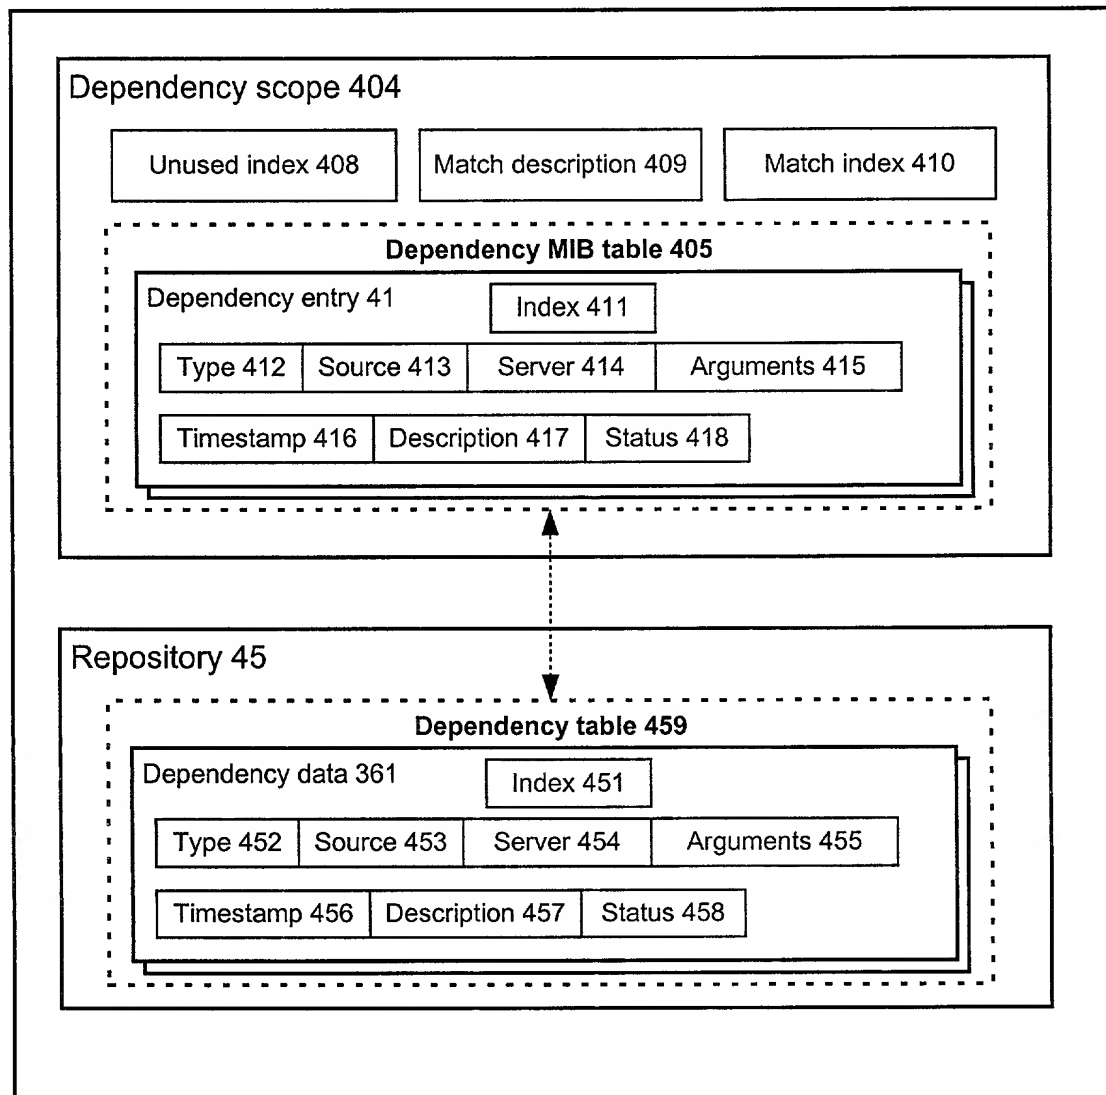 Dependency scope 404
Unused index 408 Match description 409 Match index 410
Dependency MIB table 405
Dependency entry 41
Index 411
Type 412 Source 413 Server 414 Arguments 415
Timestamp 416 Description 417 Status 418
Repository 45
Dependency table 459
Dependency data 361
Index 451
Type 452 Source 453 Server 454 Arguments 455
Timestamp 456 Description 457 Status 458